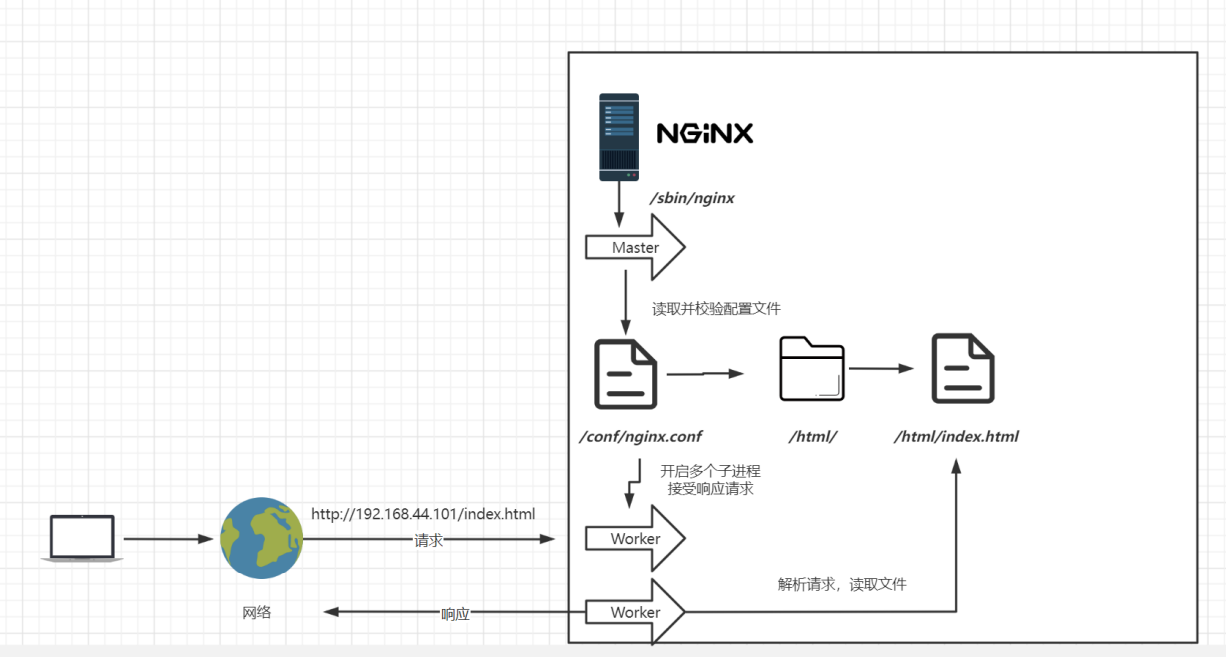 NGiNX
/sbin/nginx
Master
读取并校验配置文件
/conf/nginx.conf
/html/
/html/index.html
开启多个子进程
接受响应请求
http://192.168.44.101/index.html
请求
Worker
解析请求，读取文件
网络
响应
Worker